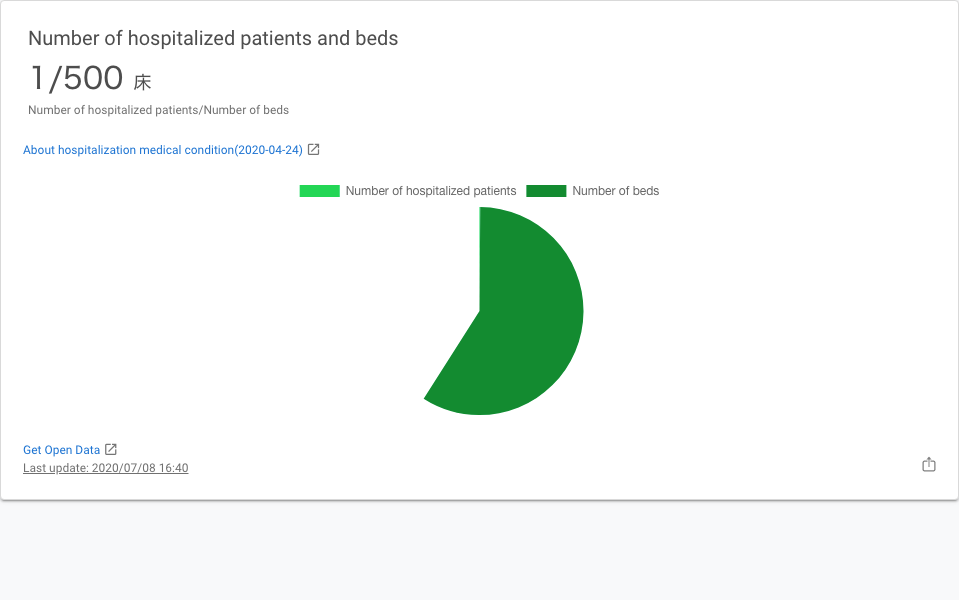 Number of hospitalized patients and beds
1/500 床
Number of hospitalized patients/Number of beds
About hospitalization medical condition(2020-04-24)
Number of hospitalized patients Number of beds
Get Open Data
Last update: 2020/07/08 16:40